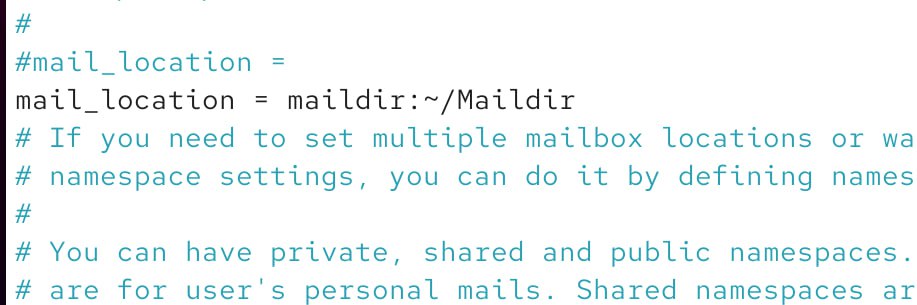 #
#mail_location =
mail_location = maildir:~/Maildir
# If you need to set multiple mailbox locations or wa
# namespace settings, you can do it by defining names
#
# You can have private, shared and public namespaces.
# are for user's personal mails. Shared namespaces ar